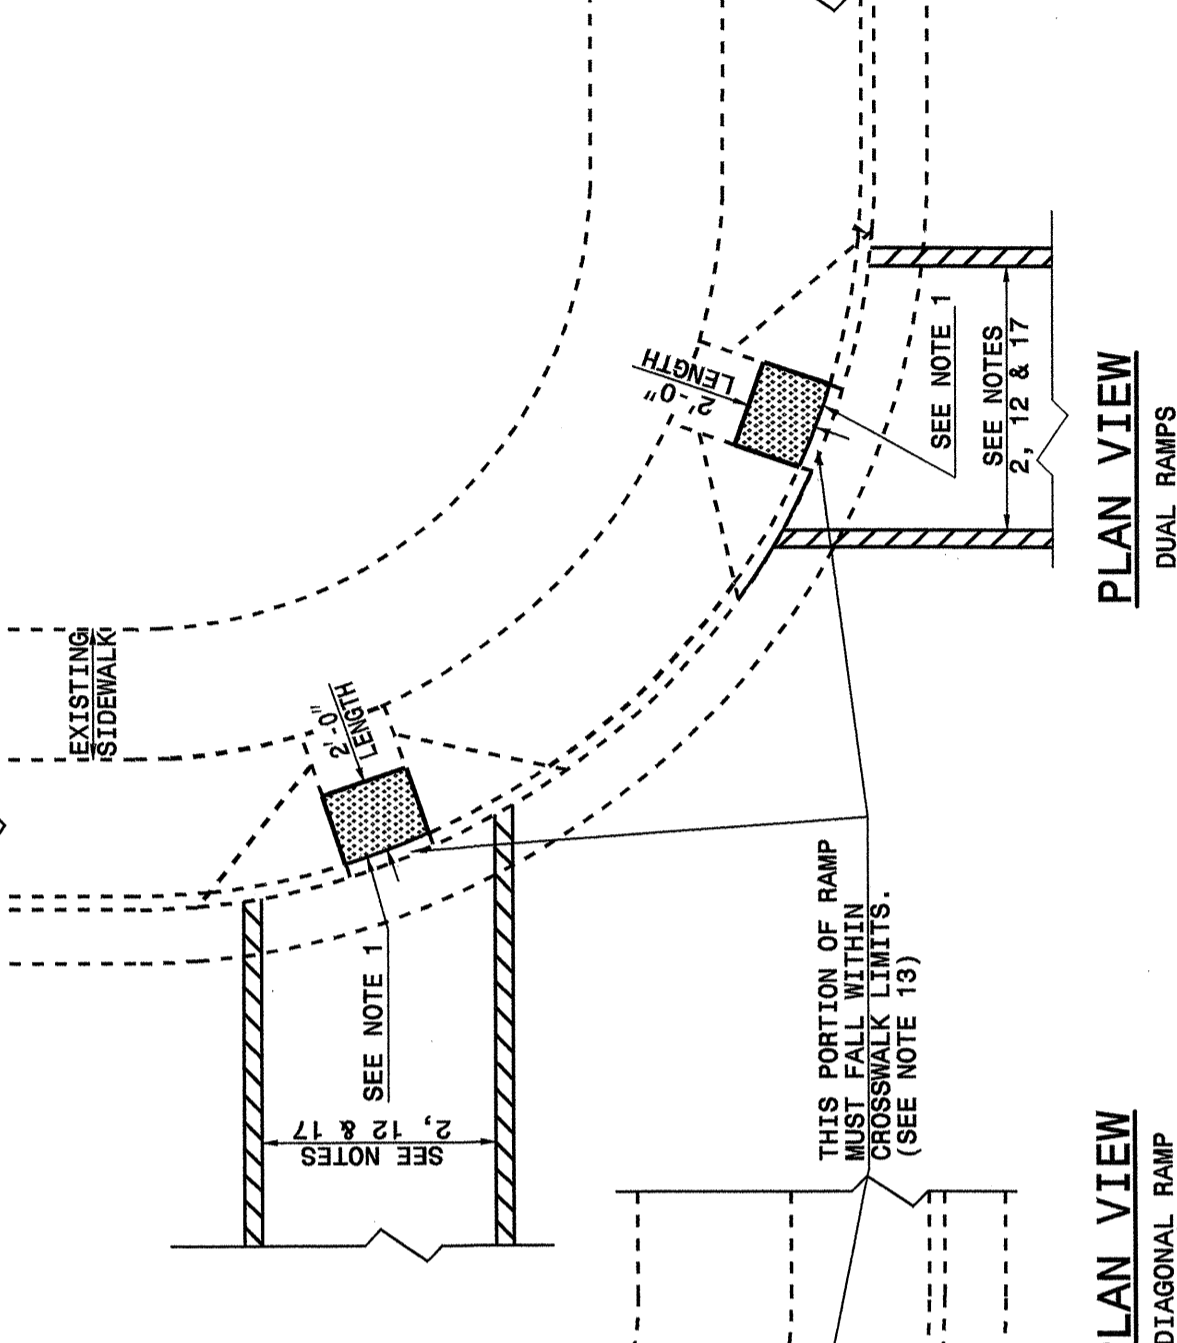 EXISTING
SIDEWALK
2'-0"
LENGTH
2'-0"
LENGTH
SEE NOTE 1
SEE NOTES
2, 12 & 17
SEE NOTE 1
SEE NOTES
2, 12 & 17
THIS PORTION OF RAMP
MUST FALL WITHIN
CROSSWALK LIMITS.
(SEE NOTE 13)
PLAN VIEW
DUAL RAMPS
LAN VIEW
DIAGONAL RAMP